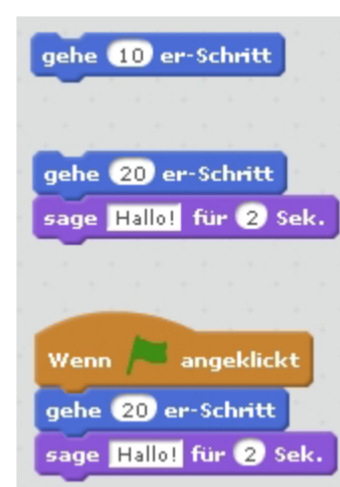 gehe 10 er-Schritt
gehe 20 er-Schritt
sage Hallo! für 2 Sek.
Wenn angeklickt
gehe 20 er-Schritt
sage Hallo! für 2 Sek.